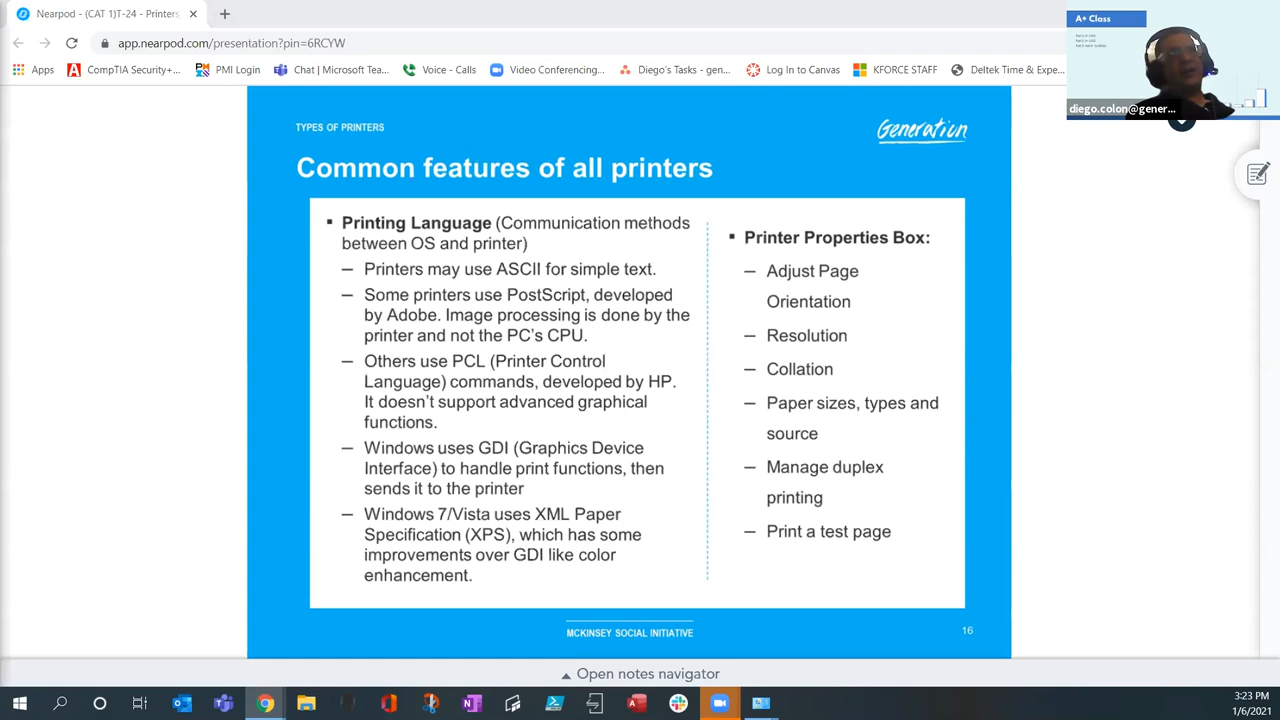 Nearpod - (CAT 1)T-24 - Printers
app.nearpod.com/presentation?pin=6RCYW
Apps
CompTIA Security+...
PMI Login
Chat | Microsoft Tea...
Voice - Calls
Video Conferencing...
Diego's Tasks - gen...
Log In to Canvas
KFORCE STAFF
Deltek Time & Expe...
A+ Class
diego.colon@gener...
TYPES OF PRINTERS
Generation
Common features of all printers
▪ Printing Language (Communication methods
between OS and printer)
– Printers may use ASCII for simple text.
– Some printers use PostScript, developed
by Adobe. Image processing is done by the
printer and not the PC's CPU.
– Others use PCL (Printer Control
Language) commands, developed by HP.
It doesn't support advanced graphical
functions.
– Windows uses GDI (Graphics Device
Interface) to handle print functions, then
sends it to the printer
– Windows 7/Vista uses XML Paper
Specification (XPS), which has some
improvements over GDI like color
enhancement.
▪ Printer Properties Box:
– Adjust Page
Orientation
– Resolution
– Collation
– Paper sizes, types and
source
– Manage duplex
printing
– Print a test page
MCKINSEY SOCIAL INITIATIVE
16
Open notes navigator
3:23 PM
1/6/2021